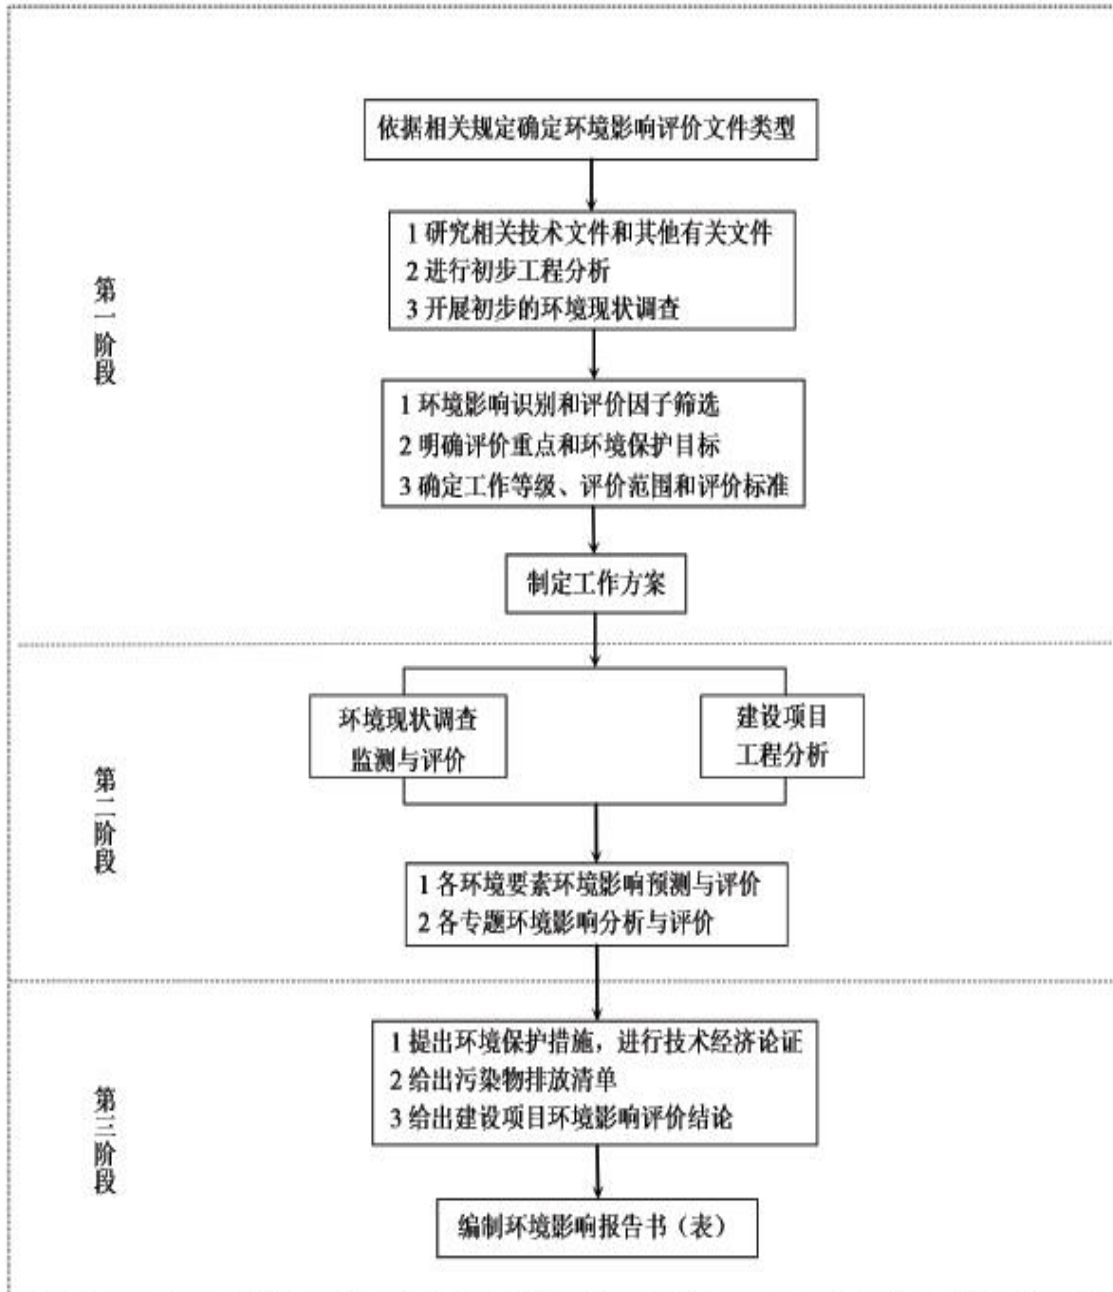 依据相关规定确定环境影响评价文件类型
1 研究相关技术文件和其他有关文件
2 进行初步工程分析
3 开展初步的环境现状调查
第一阶段
1 环境影响识别和评价因子筛选
2 明确评价重点和环境保护目标
3 确定工作等级、评价范围和评价标准
制定工作方案
环境现状调查
监测与评价
建设项目
工程分析
第二阶段
1 各环境要素环境影响预测与评价
2 各专题环境影响分析与评价
1 提出环境保护措施，进行技术经济论证
2 给出污染物排放清单
3 给出建设项目环境影响评价结论
第三阶段
编制环境影响报告书（表）